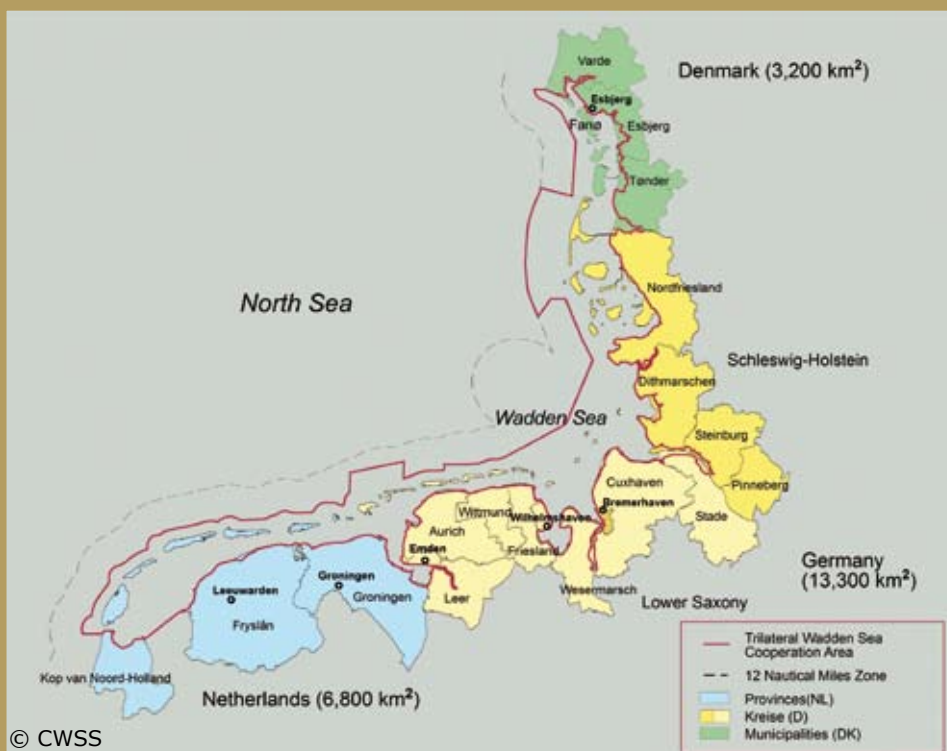 Varde
Denmark (3,200 km²)
Esbjerg
Fanø
Esbjerg
Tønder
Nordfriesland
North Sea
Schleswig-Holstein
Dithmarschen
Wadden Sea
Steinburg
Pinneberg
Cuxhaven
Bremerhaven
Stade
Wittmund
Wilhelmshaven
Aurich
Emden
Friesland
Germany
(13,300 km²)
Leeuwarden
Groningen
Groningen
Leer
Wesermarsch
Lower Saxony
Fryslân
Kop van Noord-Holland
Netherlands (6,800 km²)
Trilateral Wadden Sea
Cooperation Area
12 Nautical Miles Zone
Provinces(NL)
Kreise (D)
Municipalities (DK)
© CWSS